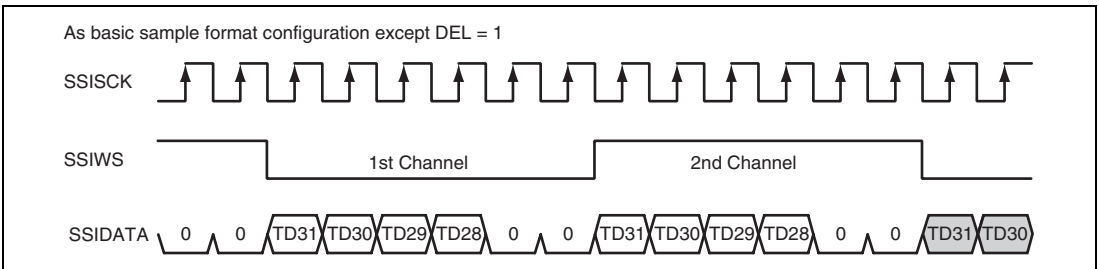 As basic sample format configuration except DEL = 1
SSISCK
SSIWS 1st Channel 2nd Channel
SSIDATA 0 0 TD31 TD30 TD29 TD28 0 0 TD31 TD30 TD29 TD28 0 0 TD31 TD30